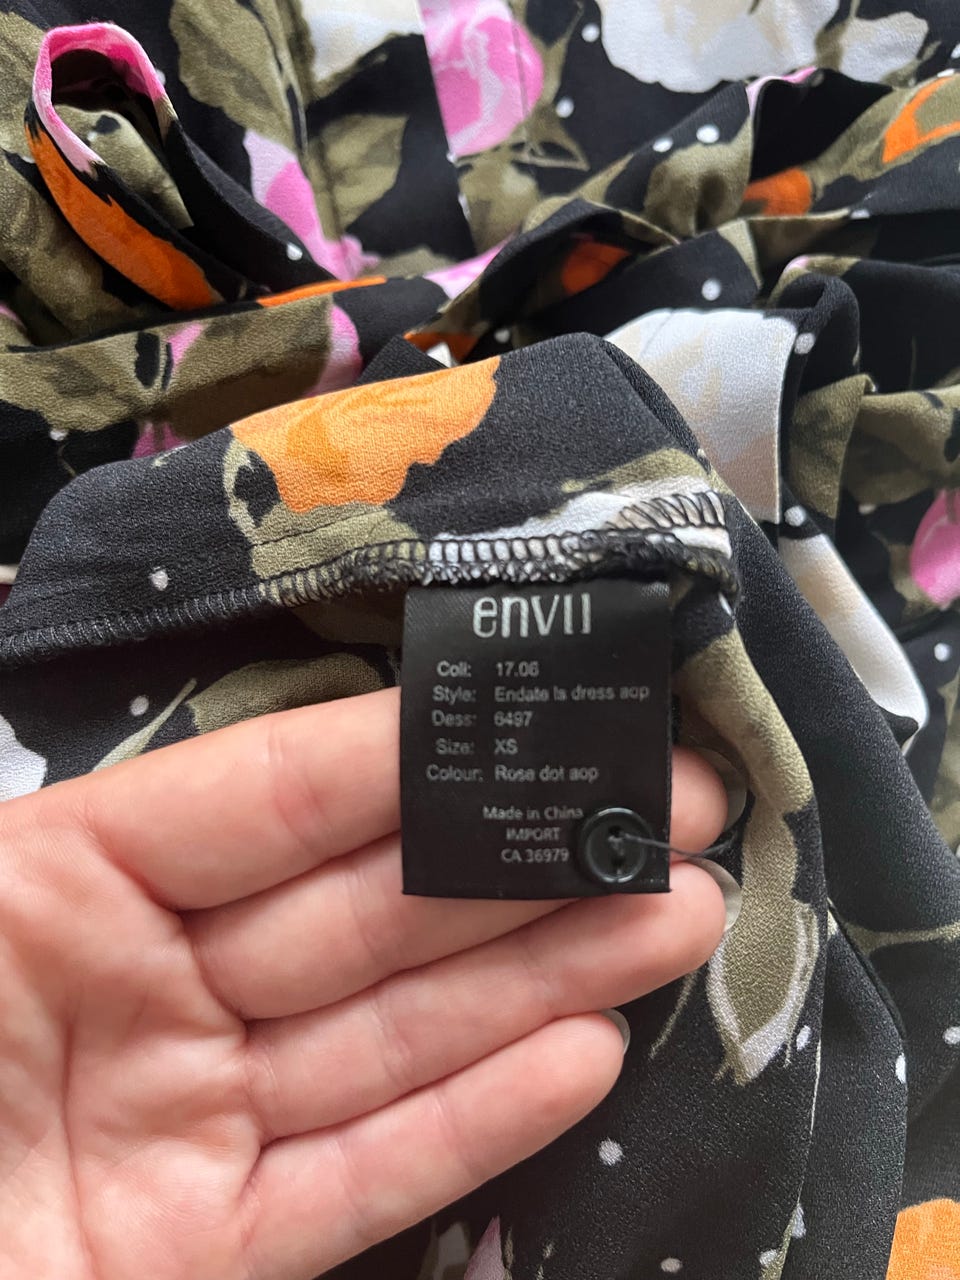 envii
Coll: 17.06
Style: Endate ls dress aop
Dess: 6497
Size: XS
Colour: Rose dot aop
Made in China
IMPORT
CA 36979